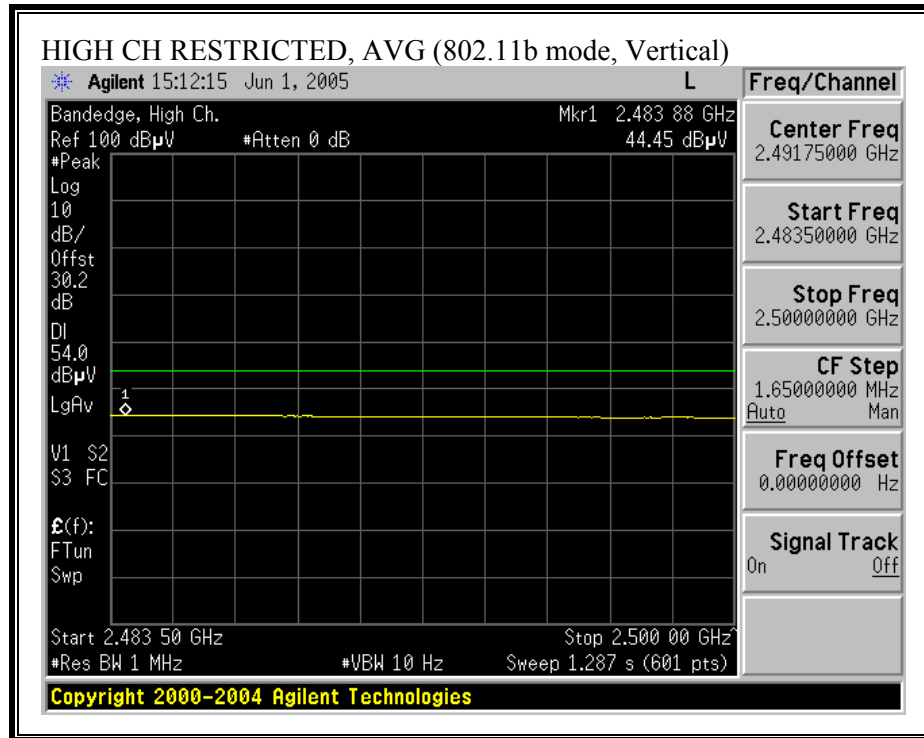 HIGH CH RESTRICTED, AVG (802.11b mode, Vertical)
Agilent 15:12:15 Jun 1, 2005 L
Freq/Channel
Bandedge, High Ch. Mkr1 2.483 88 GHz
Ref 100 dBµV #Atten 0 dB 44.45 dBµV
#Peak
Log
10
dB/
Offst
30.2
dB
DI
54.0
dBµV
LgAv
1
V1 S2
S3 FC
£(f):
FTun
Swp
Start 2.483 50 GHz Stop 2.500 00 GHz^
#Res BW 1 MHz #VBW 10 Hz Sweep 1.287 s (601 pts)
Center Freq
2.49175000 GHz
Start Freq
2.48350000 GHz
Stop Freq
2.50000000 GHz
CF Step
1.65000000 MHz
Auto Man
Freq Offset
0.00000000 Hz
Signal Track
On Off
Copyright 2000-2004 Agilent Technologies